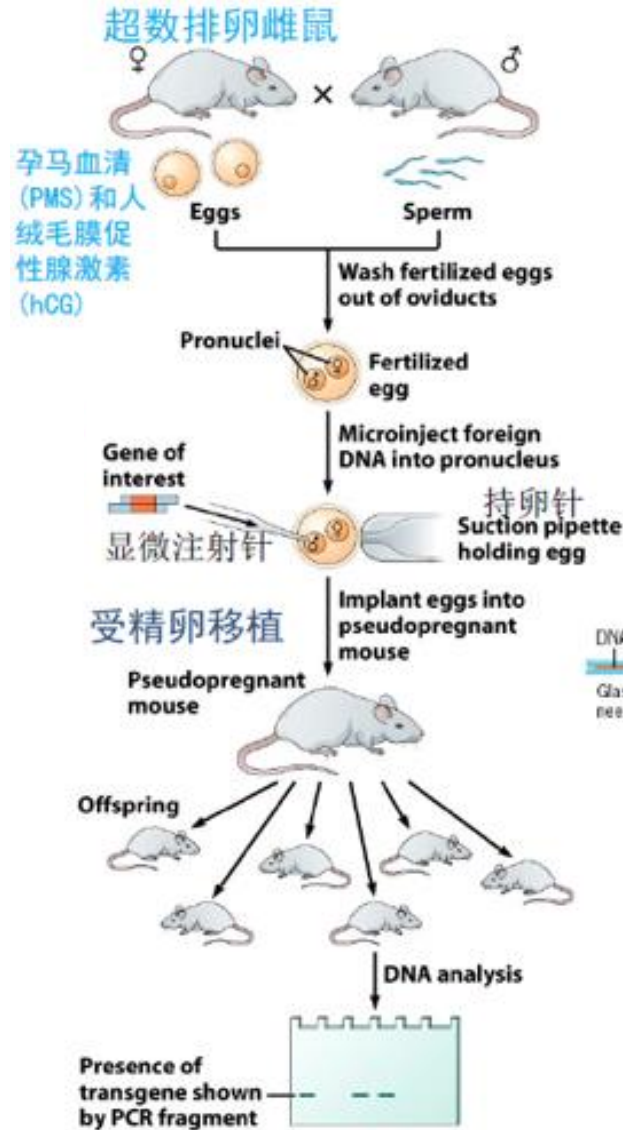 超数排卵雌鼠
♀
×
♂
孕马血清
(PMS)和人
绒毛膜促
性腺激素
(hCG)
Eggs
Sperm
Wash fertilized eggs
out of oviducts
Pronuclei
Fertilized
egg
♂
♀
Microinject foreign
DNA into pronucleus
Gene of
interest
显微注射针
♂
♀
持卵针
Suction pipette
holding egg
受精卵移植
Implant eggs into
pseudopregnant
mouse
DNA
Pseudopregnant
mouse
Offspring
DNA analysis
Presence of
transgene shown
by PCR fragment